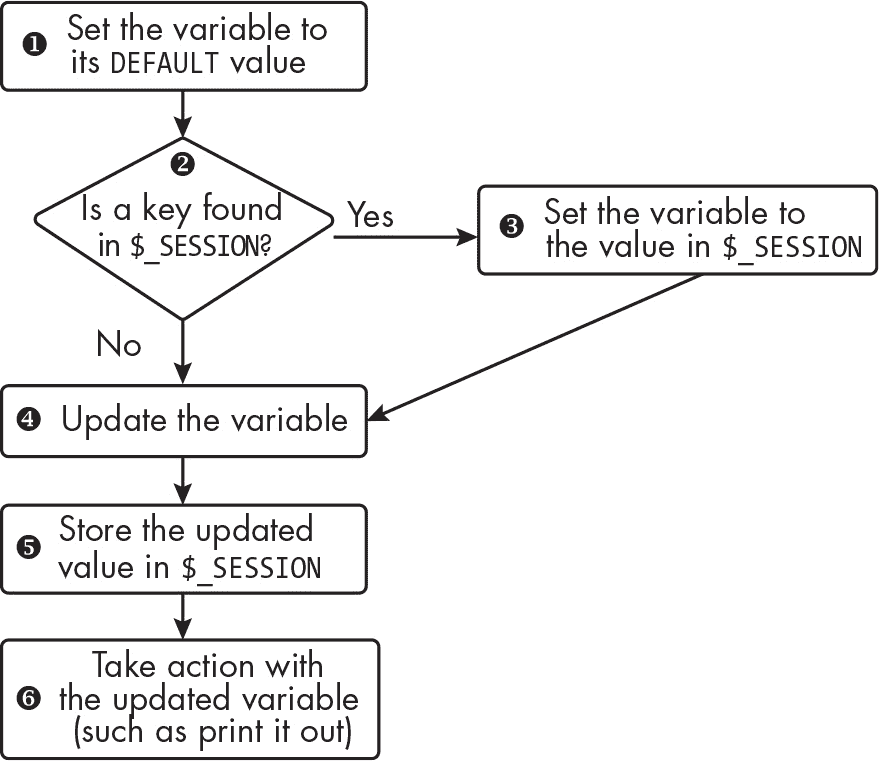 ❶ Set the variable to
its DEFAULT value
❷
Is a key found
in $_SESSION?
Yes
❸ Set the variable to
the value in $_SESSION
No
❹ Update the variable
❺ Store the updated
value in $_SESSION
❻ Take action with
the updated variable
(such as print it out)